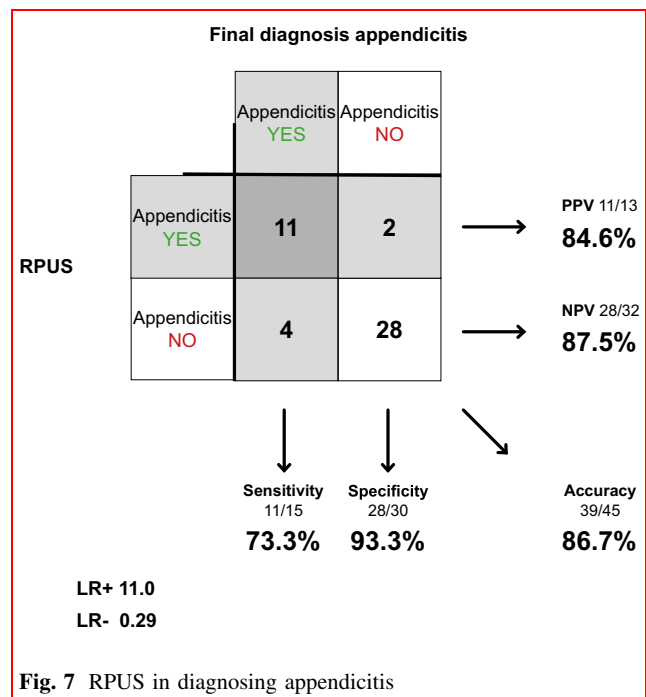 Final diagnosis appendicitis
Appendicitis Appendicitis
YES NO
Appendicitis
YES
11 2
PPV 11/13
84.6%
RPUS
Appendicitis
NO
4 28
NPV 28/32
87.5%
Sensitivity Specificity Accuracy
11/15 28/30 39/45
73.3% 93.3% 86.7%
LR+ 11.0
LR- 0.29
Fig. 7 RPUS in diagnosing appendicitis